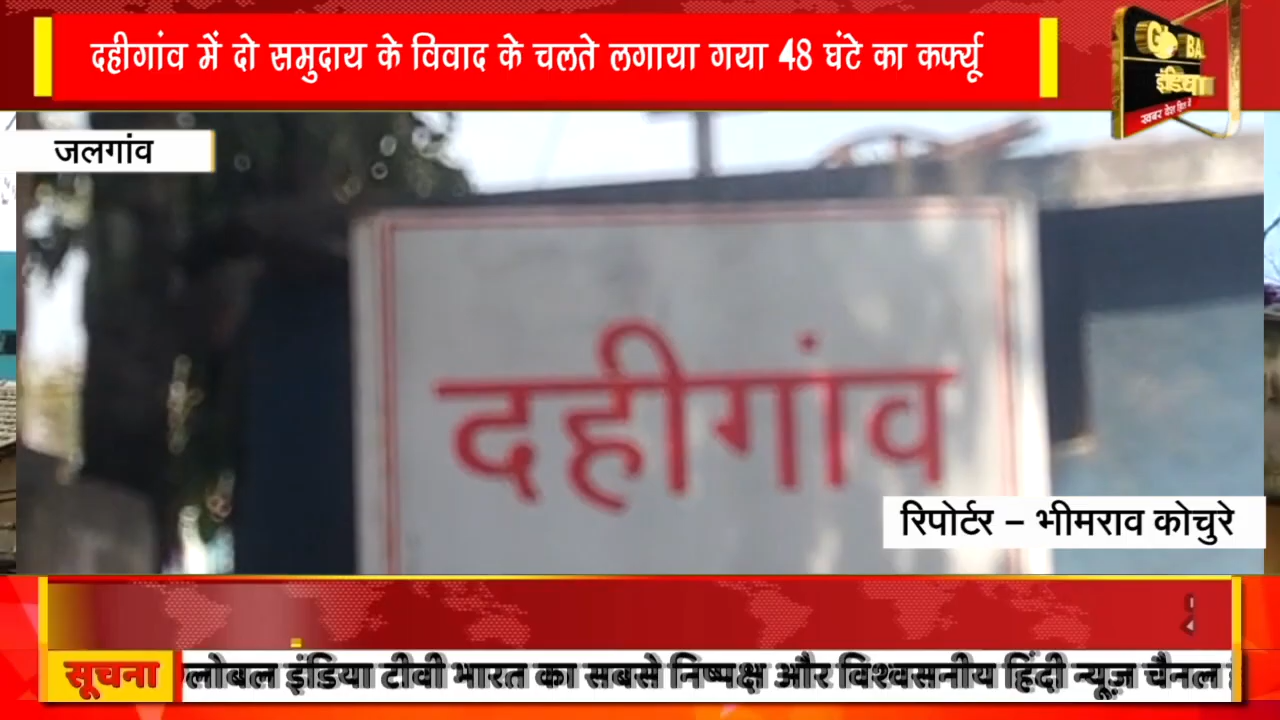 दहीगांव में दो समुदाय के विवाद के चलते लगाया गया 48 घंटे का कर्फ्यू
इंडिया
खबर देश हित में
जलगांव
दहीगांव
रिपोर्टर – भीमराव कोचुरे
सूचना
ग्लोबल इंडिया टीवी भारत का सबसे निष्पक्ष और विश्वसनीय हिंदी न्यूज़ चैनल